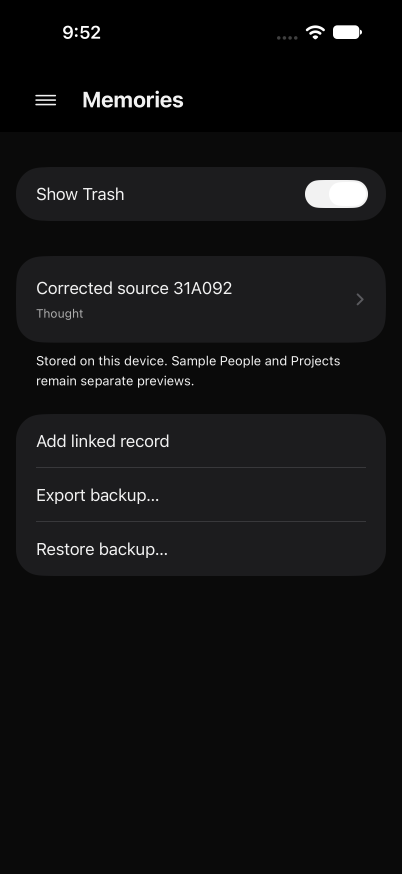 9:52
Memories
Show Trash
Corrected source 31A092
Thought
Stored on this device. Sample People and Projects
remain separate previews.
Add linked record
Export backup...
Restore backup...